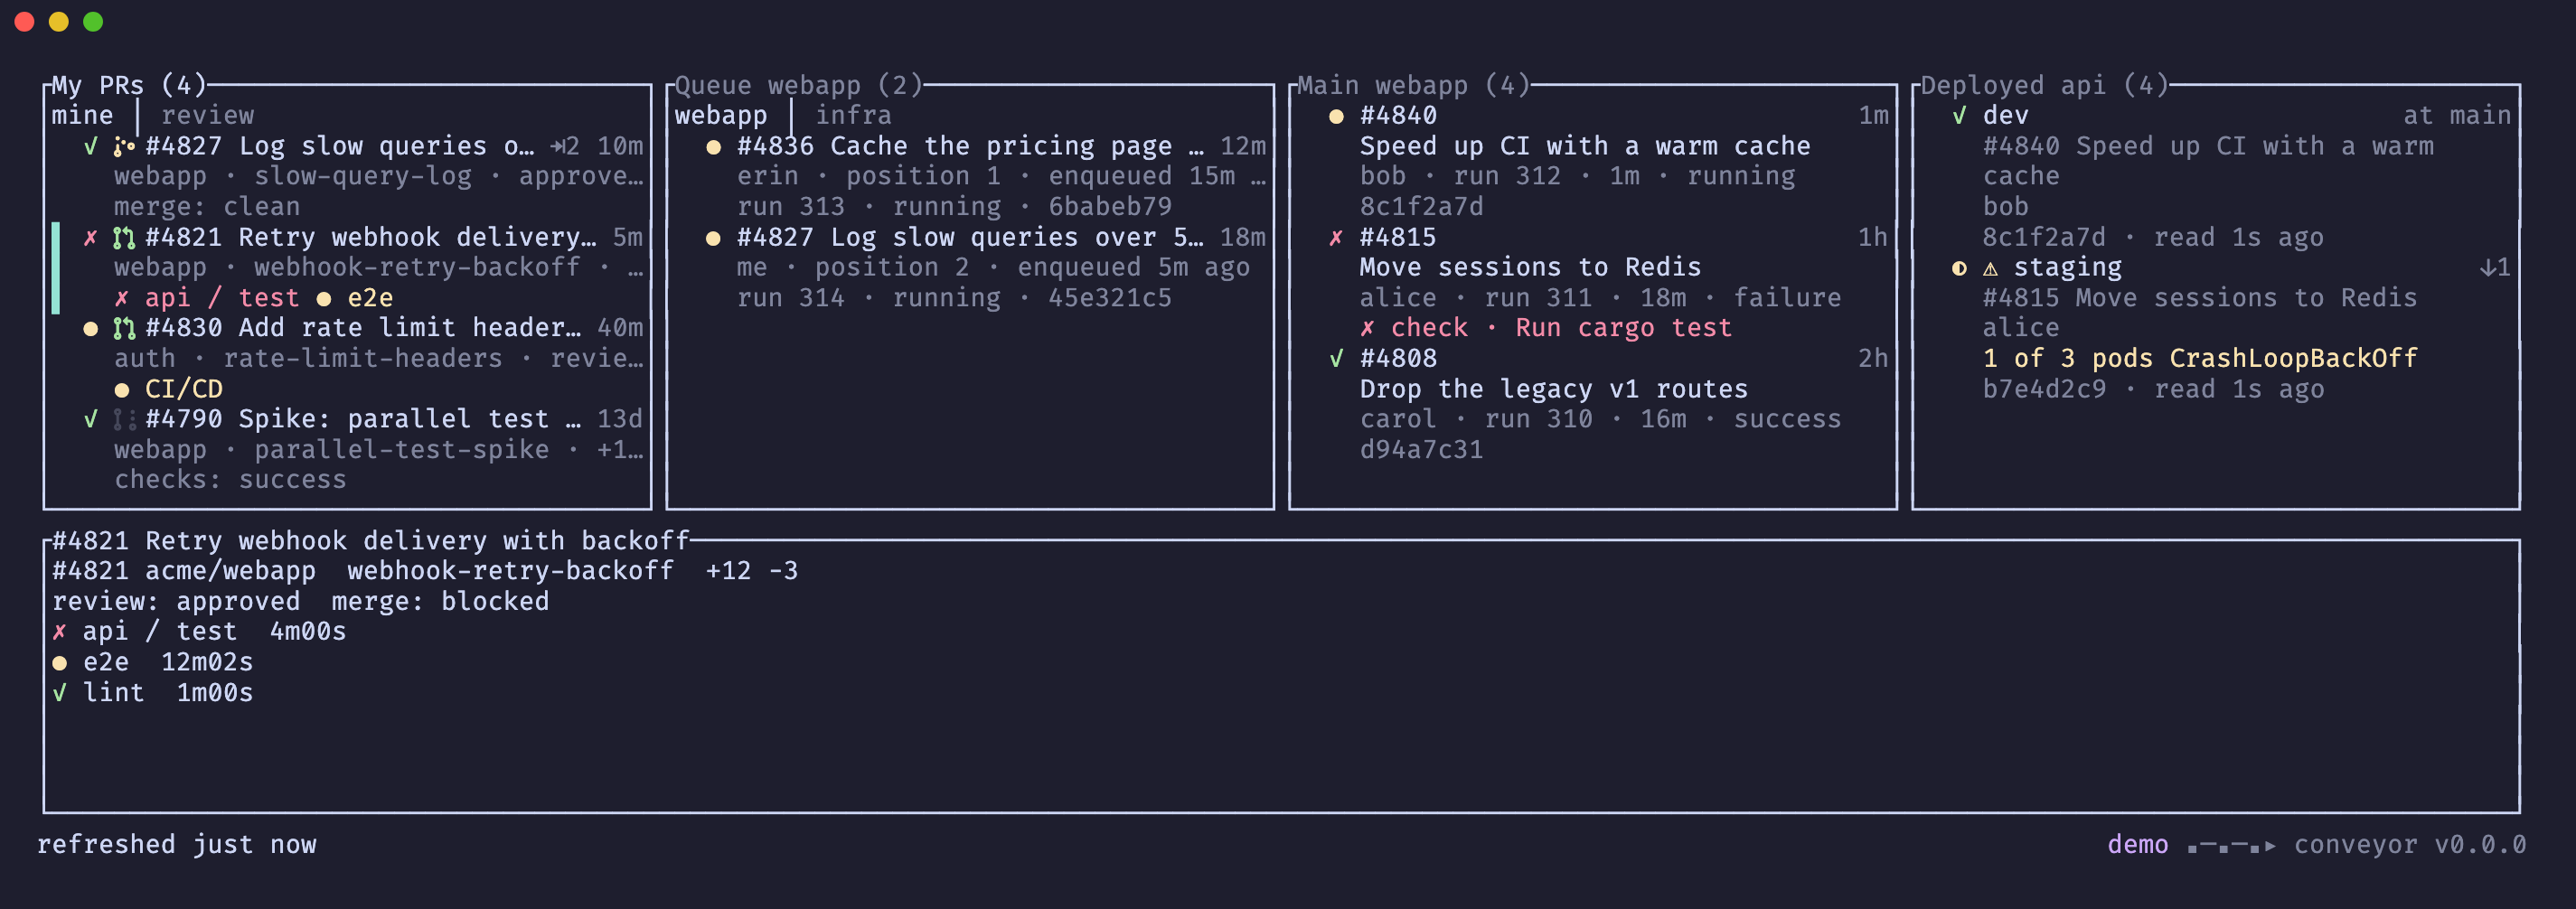 My PRs (4)
mine │ review
✓ #4827 Log slow queries o… ⇥2 10m
webapp · slow-query-log · approve…
merge: clean
✗ #4821 Retry webhook delivery… 5m
webapp · webhook-retry-backoff · …
✗ api / test ● e2e
● #4830 Add rate limit header… 40m
auth · rate-limit-headers · revie…
● CI/CD
✓ #4790 Spike: parallel test … 13d
webapp · parallel-test-spike · +1…
checks: success
Queue webapp (2)
webapp │ infra
● #4836 Cache the pricing page … 12m
erin · position 1 · enqueued 15m …
run 313 · running · 6babeb79
● #4827 Log slow queries over 5… 18m
me · position 2 · enqueued 5m ago
run 314 · running · 45e321c5
Main webapp (4)
● #4840 1m
Speed up CI with a warm cache
bob · run 312 · 1m · running
8c1f2a7d
✗ #4815 1h
Move sessions to Redis
alice · run 311 · 18m · failure
✗ check · Run cargo test
✓ #4808 2h
Drop the legacy v1 routes
carol · run 310 · 16m · success
d94a7c31
Deployed api (4)
✓ dev at main
#4840 Speed up CI with a warm
cache
bob
8c1f2a7d · read 1s ago
◐ ⚠ staging ↓1
#4815 Move sessions to Redis
alice
1 of 3 pods CrashLoopBackOff
b7e4d2c9 · read 1s ago
#4821 Retry webhook delivery with backoff
#4821 acme/webapp webhook-retry-backoff +12 -3
review: approved merge: blocked
✗ api / test 4m00s
● e2e 12m02s
✓ lint 1m00s
refreshed just now
demo ▪─▪─▪▸ conveyor v0.0.0